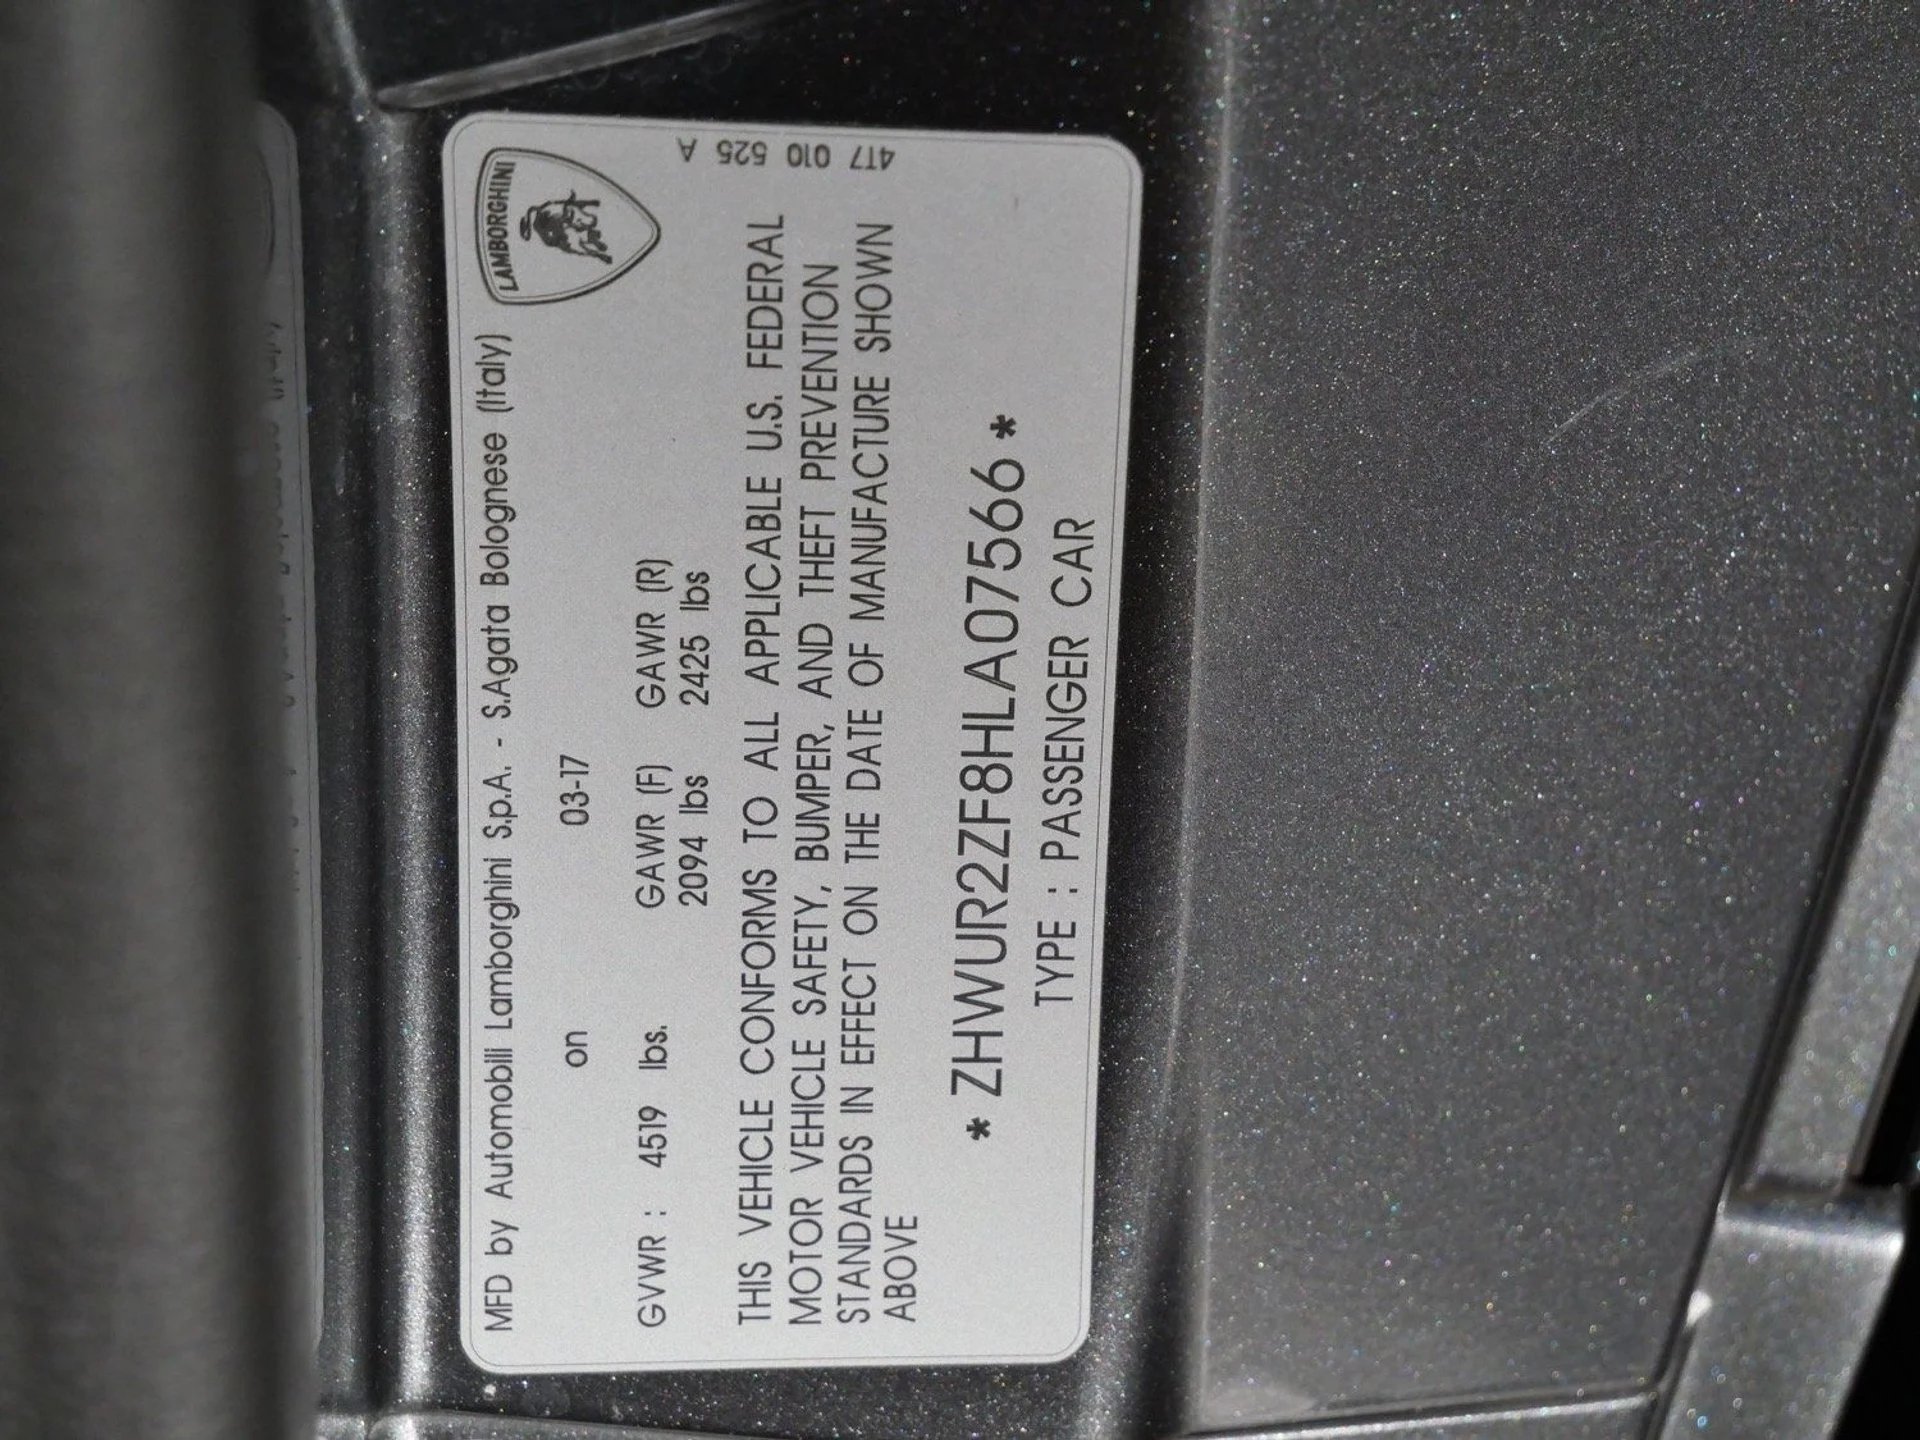 MFD by Automobili Lamborghini S.p.A. - S.Agata Bolognese (Italy)
LAMBORGHINI
on 03-17
GVWR : 4519 lbs. GAWR (F) GAWR (R)
2094 lbs 2425 lbs
THIS VEHICLE CONFORMS TO ALL APPLICABLE U.S. FEDERAL
MOTOR VEHICLE SAFETY, BUMPER, AND THEFT PREVENTION
STANDARDS IN EFFECT ON THE DATE OF MANUFACTURE SHOWN
ABOVE
* ZHWUR2ZF8HLA07566 *
TYPE : PASSENGER CAR
4T7 010 525 A